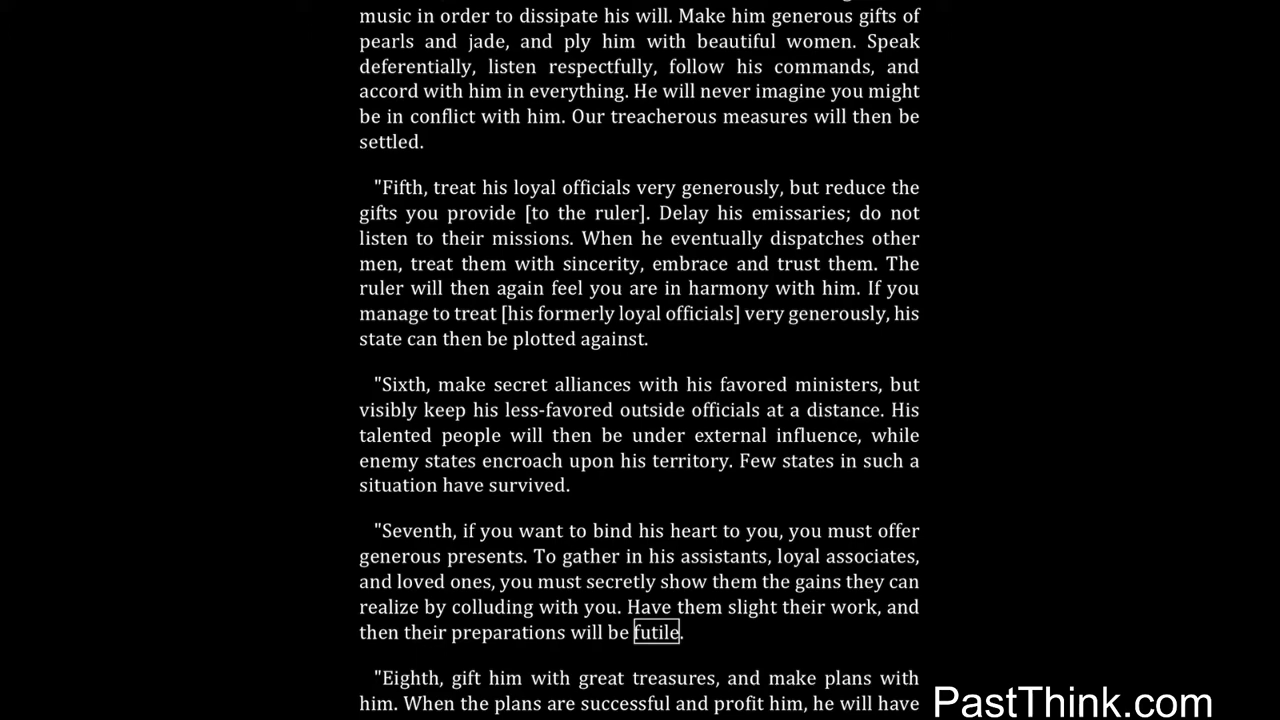 music in order to dissipate his will. Make him generous gifts of
pearls and jade, and ply him with beautiful women. Speak
deferentially, listen respectfully, follow his commands, and
accord with him in everything. He will never imagine you might
be in conflict with him. Our treacherous measures will then be
settled.
"Fifth, treat his loyal officials very generously, but reduce the
gifts you provide [to the ruler]. Delay his emissaries; do not
listen to their missions. When he eventually dispatches other
men, treat them with sincerity, embrace and trust them. The
ruler will then again feel you are in harmony with him. If you
manage to treat [his formerly loyal officials] very generously, his
state can then be plotted against.
"Sixth, make secret alliances with his favored ministers, but
visibly keep his less-favored outside officials at a distance. His
talented people will then be under external influence, while
enemy states encroach upon his territory. Few states in such a
situation have survived.
"Seventh, if you want to bind his heart to you, you must offer
generous presents. To gather in his assistants, loyal associates,
and loved ones, you must secretly show them the gains they can
realize by colluding with you. Have them slight their work, and
then their preparations will be futile.
"Eighth, gift him with great treasures, and make plans with
him. When the plans are successful and profit him, he will have
PastThink.com